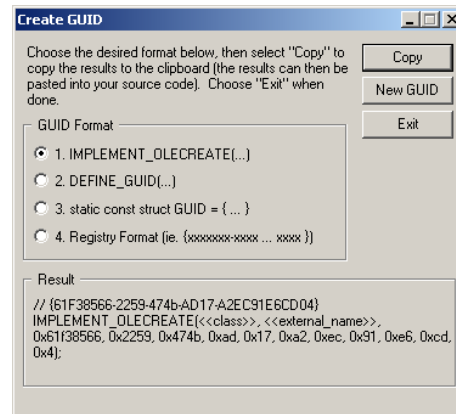 Create GUID
Choose the desired format below, then select "Copy" to
copy the results to the clipboard (the results can then be
pasted into your source code). Choose "Exit" when
done.
Copy
New GUID
Exit
GUID Format
1. IMPLEMENT_OLECREATE(...)
2. DEFINE_GUID(...)
3. static const struct GUID = { ... }
4. Registry Format (ie. {xxxxxxx-xxxx ... xxxx })
Result
// {61F38566-2259-474b-AD17-A2EC91E6CD04}
IMPLEMENT_OLECREATE(<<class>>, <<external_name>>,
0x61f38566, 0x2259, 0x474b, 0xad, 0x17, 0xa2, 0xec, 0x91, 0xe6, 0xcd,
0x4);